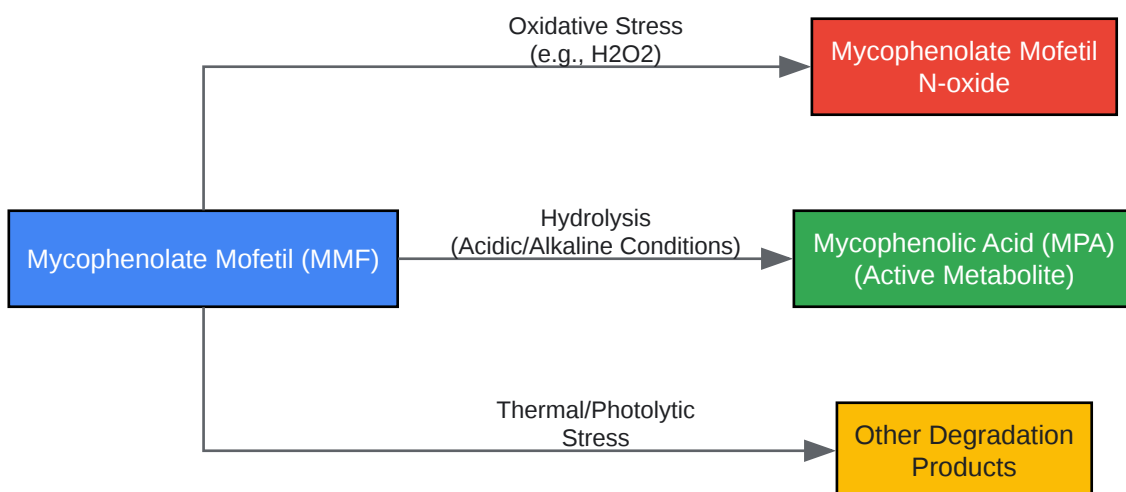 Oxidative Stress
(e.g., H2O2)
Mycophenolate Mofetil
N-oxide
Mycophenolate Mofetil (MMF)
Hydrolysis
(Acidic/Alkaline Conditions)
Mycophenolic Acid (MPA)
(Active Metabolite)
Thermal/Photolytic
Stress
Other Degradation
Products